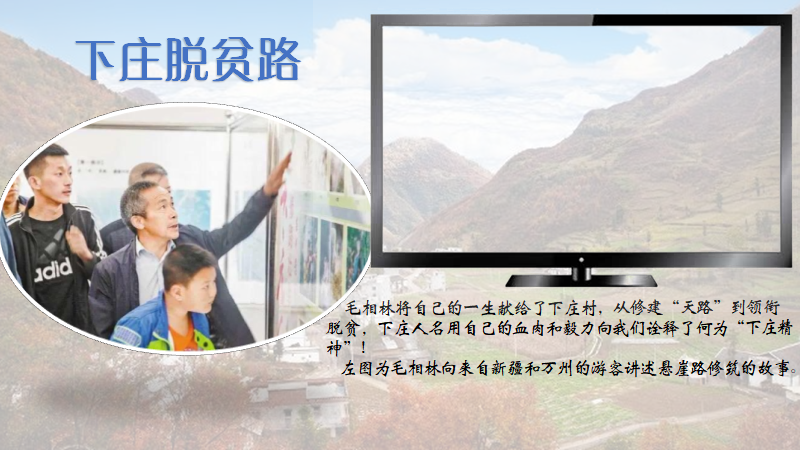 下庄脱贫路
adidas
毛相林将自己的一生献给了下庄村，从修建“天路”到领衔
脱贫，下庄人名用自己的血肉和毅力向我们诠释了何为“下庄精
神”！
左图为毛相林向来自新疆和万州的游客讲述悬崖路修筑的故事。